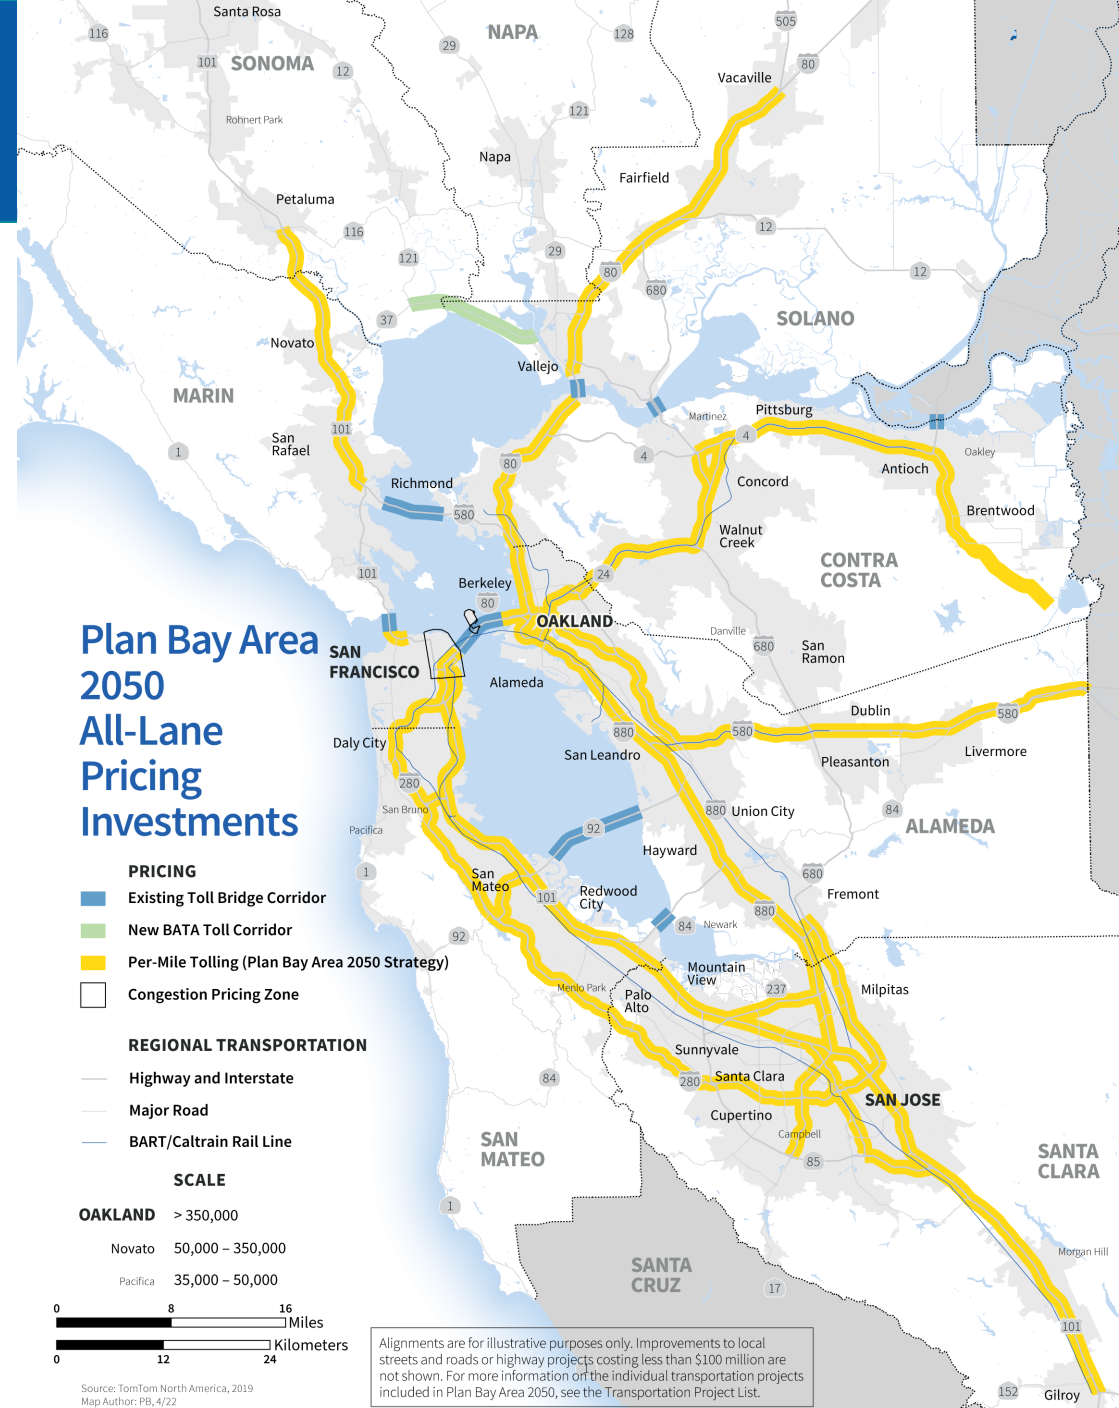 Santa Rosa
116
101
SONOMA
12
29
NAPA
128
505
80
Vacaville
121
Rohnert Park
Napa
Fairfield
Petaluma
116
121
29
12
80
680
12
37
SOLANO
Novato
Vallejo
MARIN
Martinez
Pittsburg
101
San
Rafael
1
4
4
Oakley
80
Antioch
Richmond
Concord
580
Brentwood
Walnut
Creek
CONTRA
COSTA
101
24
Berkeley
80
OAKLAND
Danville
680
San
Ramon
Plan Bay Area
2050
All-Lane
Pricing
Investments
SAN
FRANCISCO
Alameda
Dublin
580
880
580
Daly City
San Leandro
Pleasanton
Livermore
280
San Bruno
880
Union City
84
ALAMEDA
Pacifica
92
Hayward
1
San
Mateo
680
101
Redwood
City
Fremont
880
84
Newark
92
Mountain
View
Menlo Park
Palo
Alto
237
Milpitas
Sunnyvale
84
280
Santa Clara
SAN JOSE
Cupertino
Campbell
85
SAN
MATEO
SANTA
CLARA
1
Morgan Hill
SANTA
CRUZ
17
101
1
152
Gilroy
PRICING
Existing Toll Bridge Corridor
New BATA Toll Corridor
Per-Mile Tolling (Plan Bay Area 2050 Strategy)
Congestion Pricing Zone
REGIONAL TRANSPORTATION
Highway and Interstate
Major Road
BART/Caltrain Rail Line
SCALE
OAKLAND > 350,000
Novato 50,000 – 350,000
Pacifica 35,000 – 50,000
0 8 16
Miles
Kilometers
0 12 24
Source: TomTom North America, 2019
Map Author: PB, 4/22
Alignments are for illustrative purposes only. Improvements to local
streets and roads or highway projects costing less than $100 million are
not shown. For more information on the individual transportation projects
included in Plan Bay Area 2050, see the Transportation Project List.